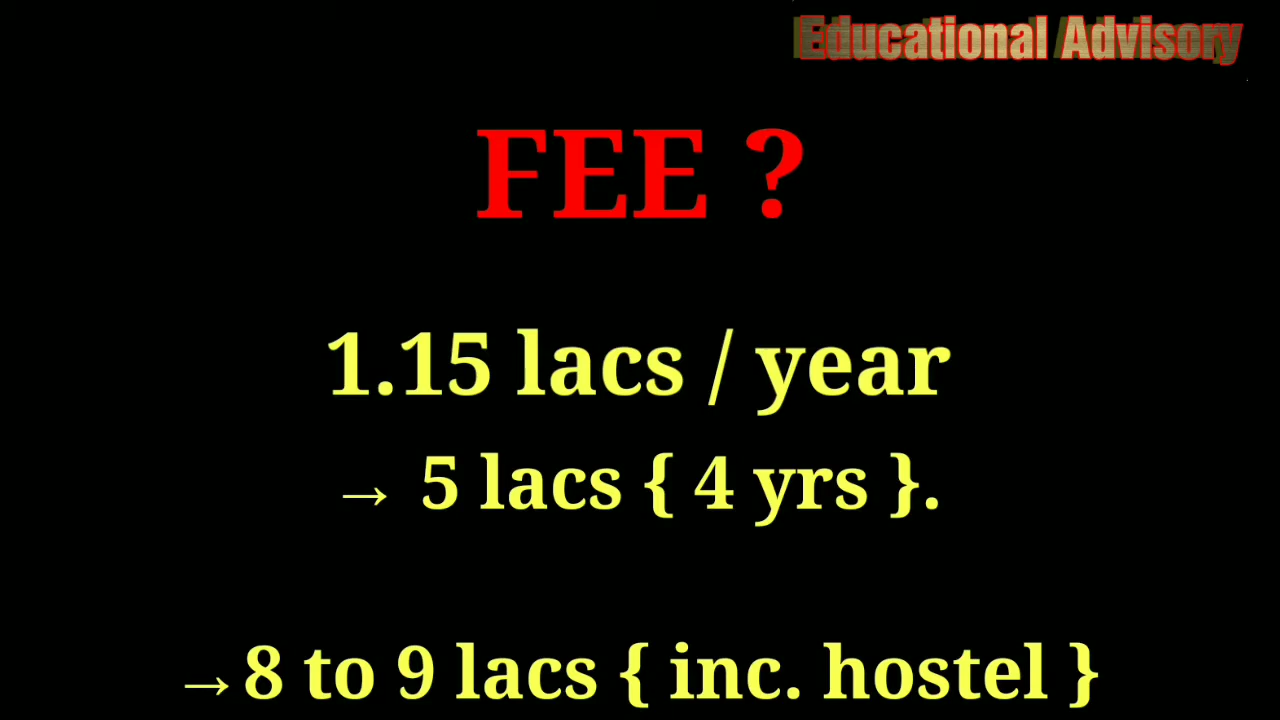 Educational Advisory
FEE ?
1.15 lacs / year
→ 5 lacs { 4 yrs }.
→8 to 9 lacs { inc. hostel }